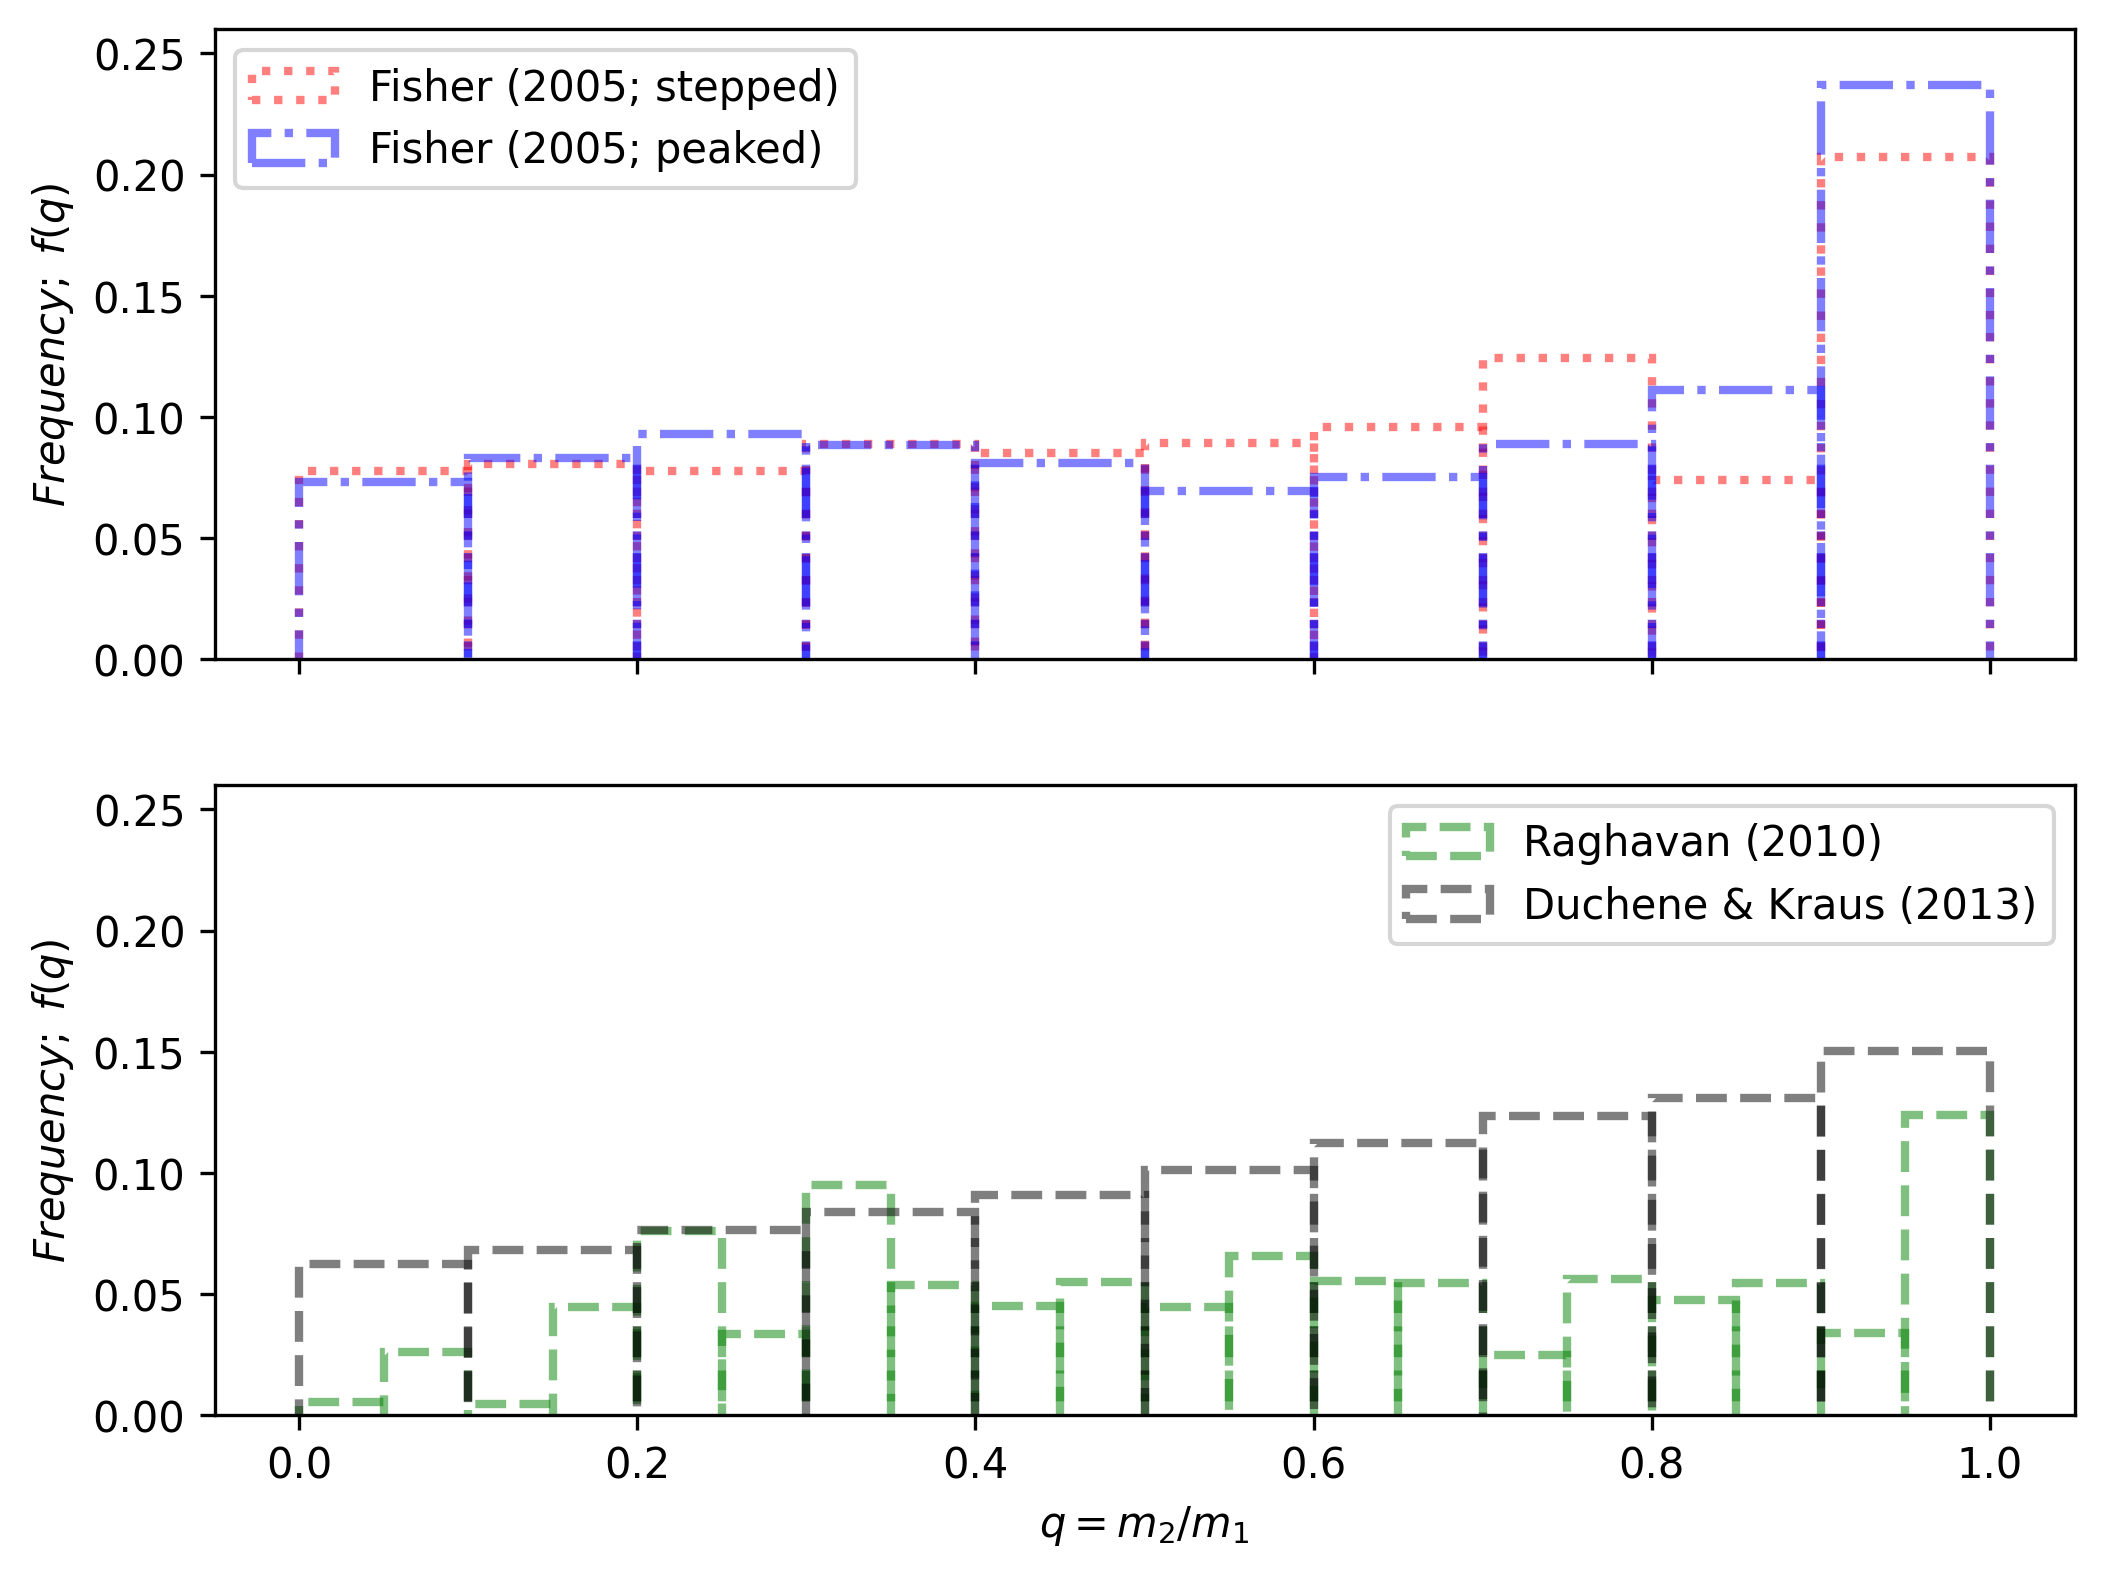 0.25
0.20
0.15
0.10
0.05
0.00
Frequency; f(q)
Fisher (2005; stepped)
Fisher (2005; peaked)
0.25
0.20
0.15
0.10
0.05
0.00
Frequency; f(q)
Raghavan (2010)
Duchene & Kraus (2013)
0.0 0.2 0.4 0.6 0.8 1.0
q = m₂/m₁